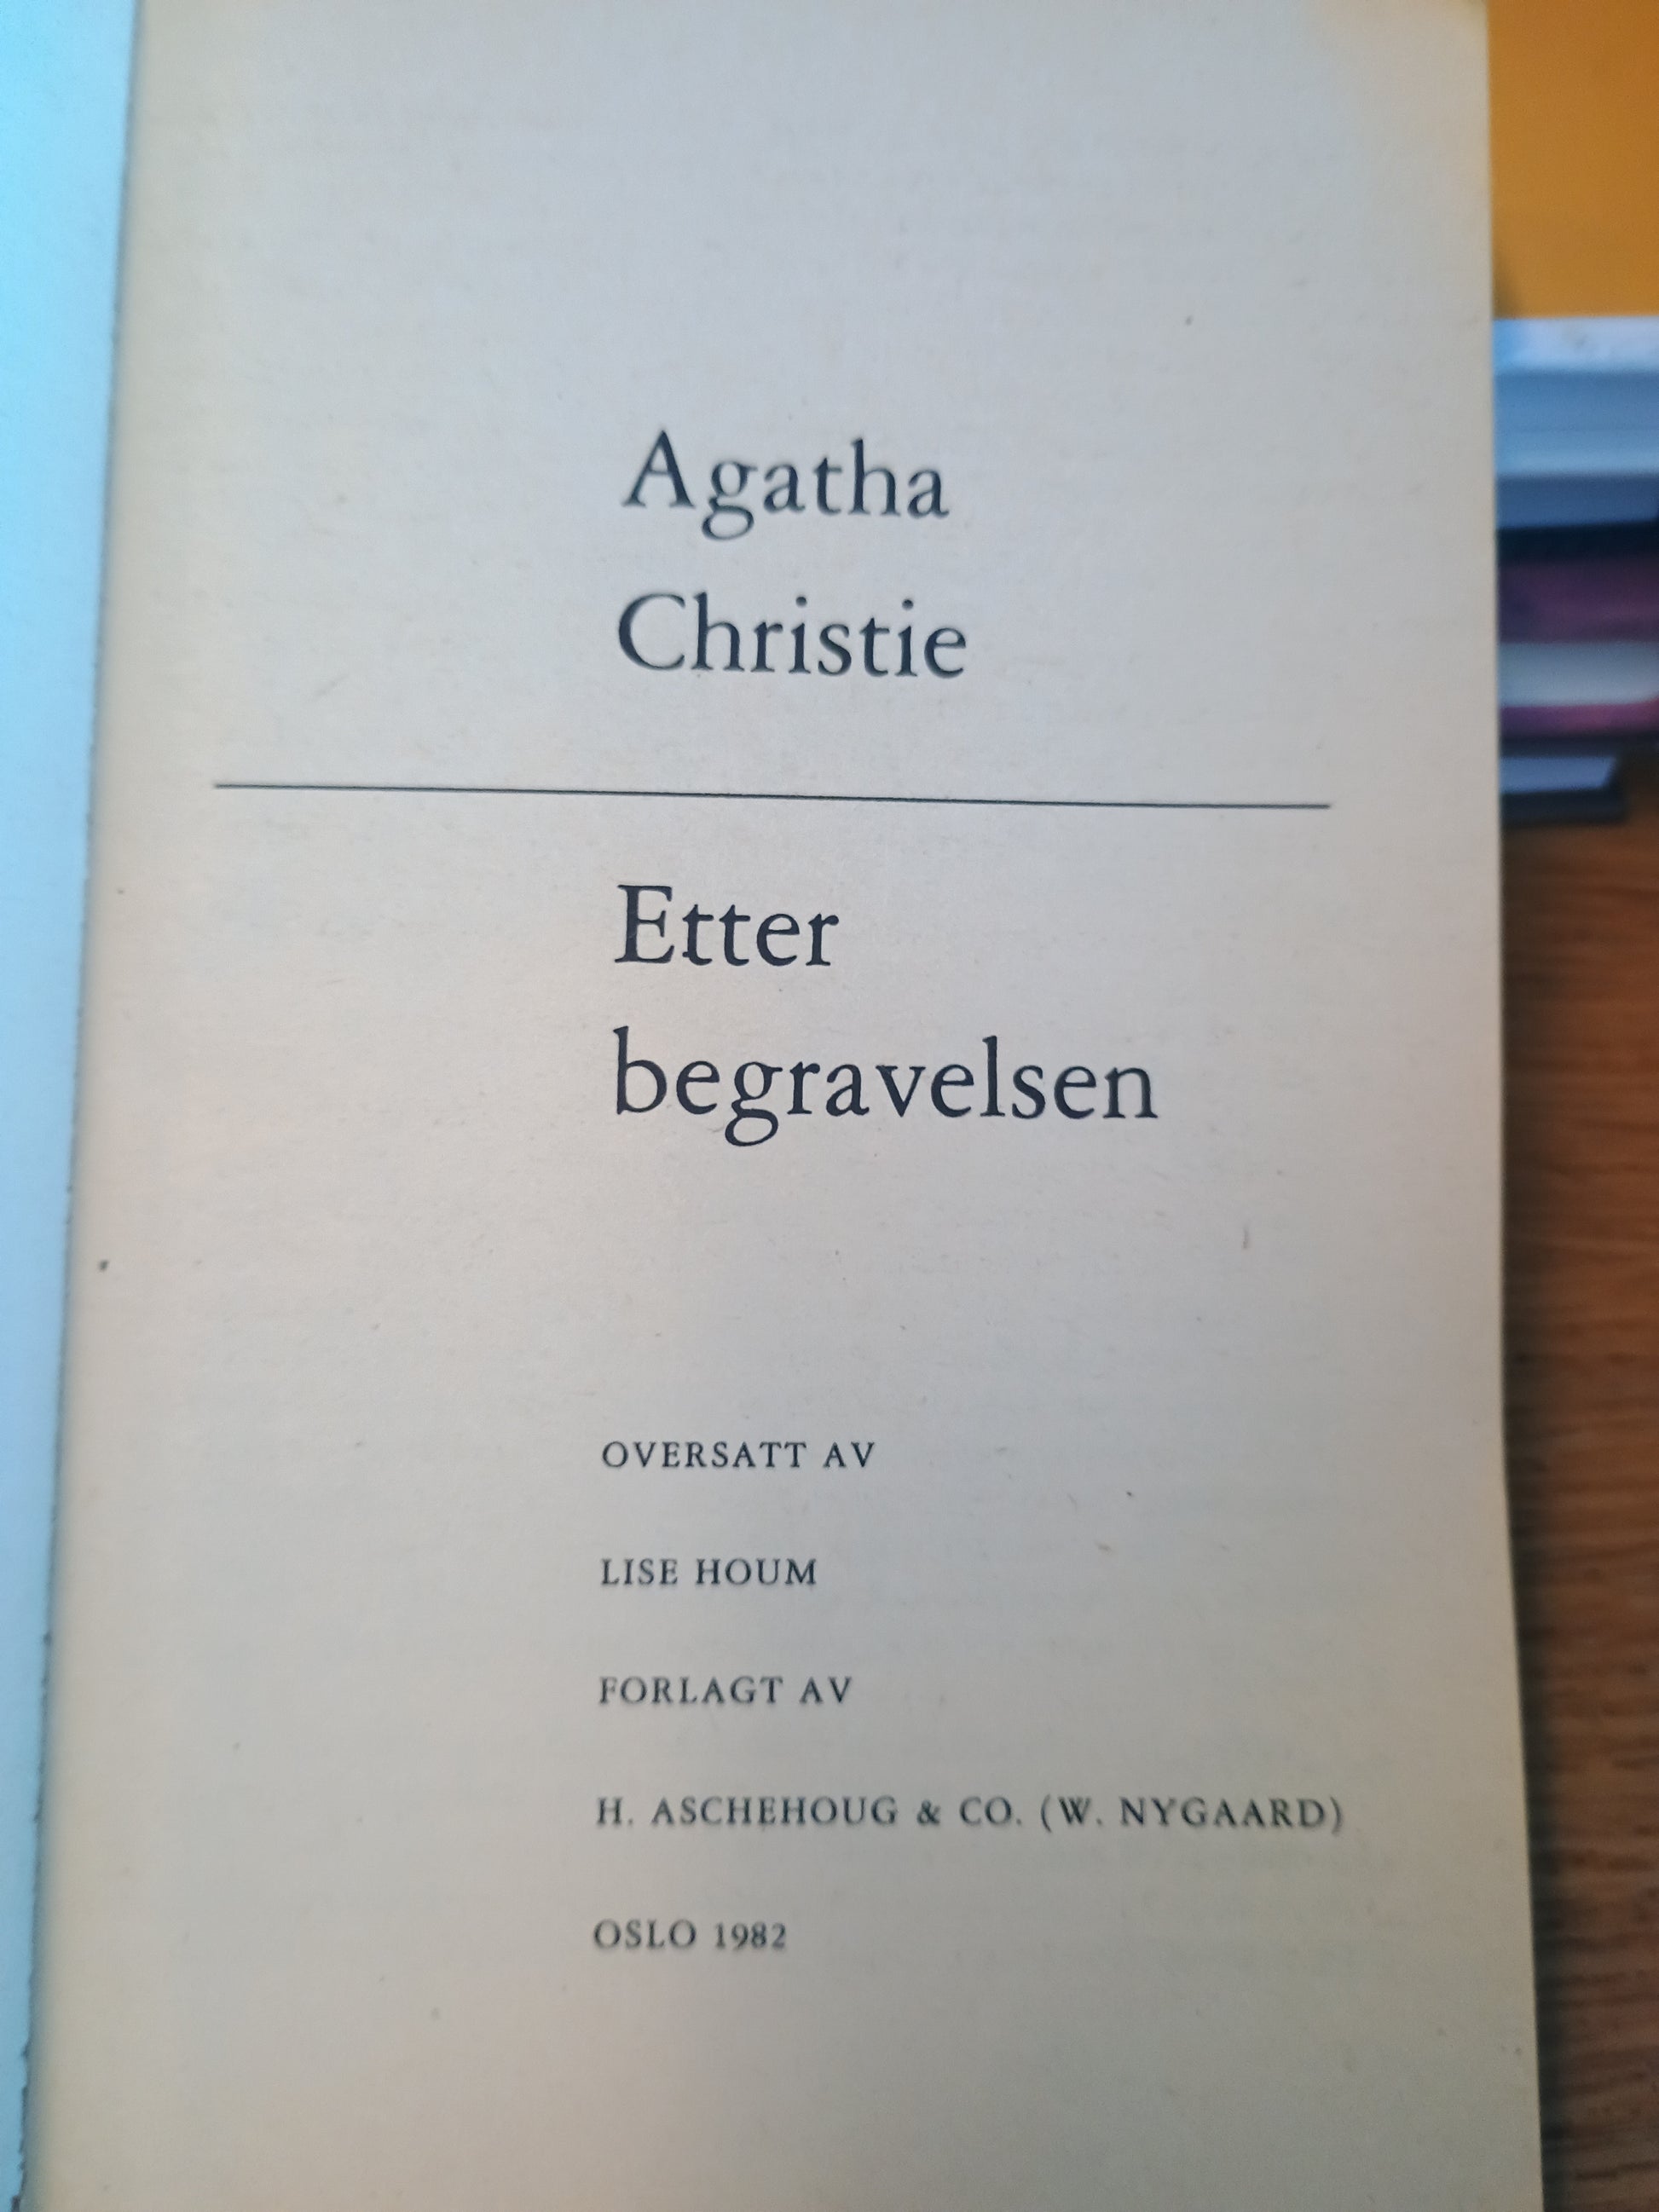 Agatha
Christie
Etter
begravelsen
OVERSATT AV
LISE HOUM
FORLAGT AV
H. ASCHEHOUG & CO. (W. NYGAARD)
OSLO 1982